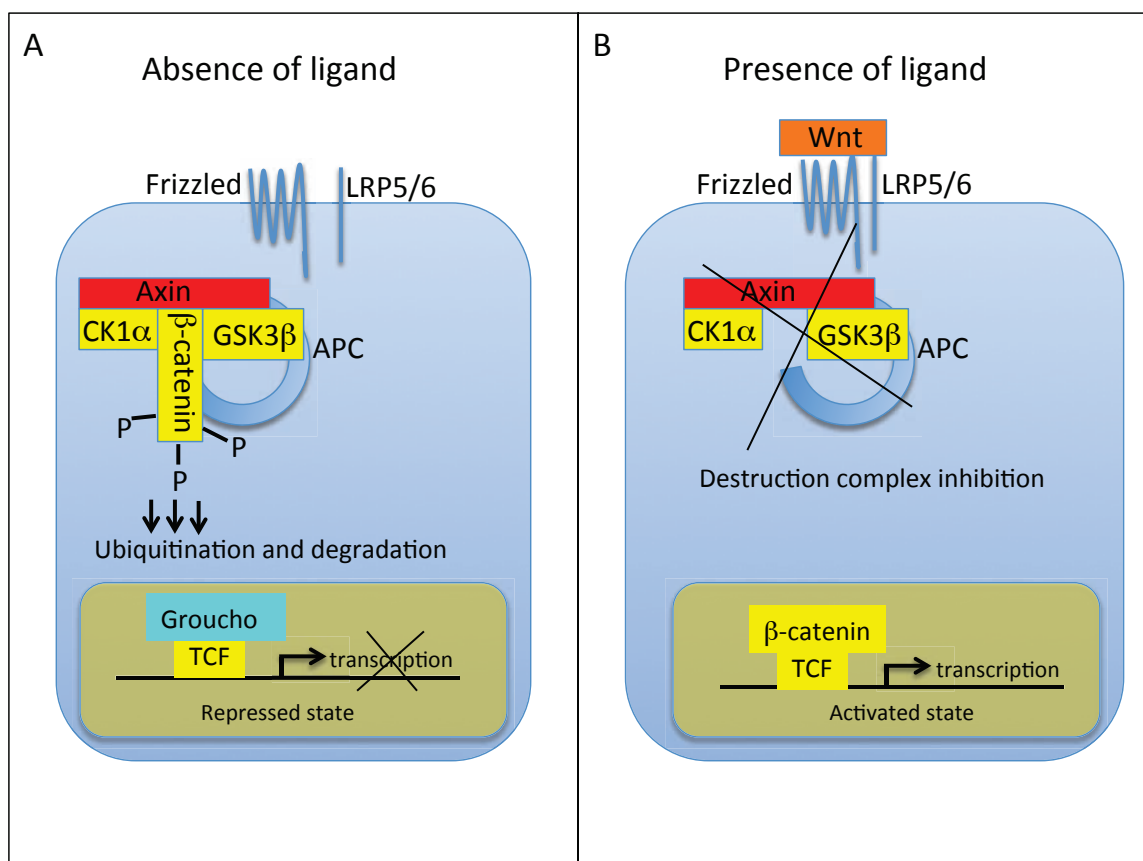 A
Absence of ligand
Frizzled
LRP5/6
Axin
CK1α
β-catenin
GSK3β
APC
P
P
P
Ubiquitination and degradation
Groucho
TCF
transcription
Repressed state
B
Presence of ligand
Wnt
Frizzled
LRP5/6
Axin
CK1α
GSK3β
APC
Destruction complex inhibition
β-catenin
TCF
transcription
Activated state